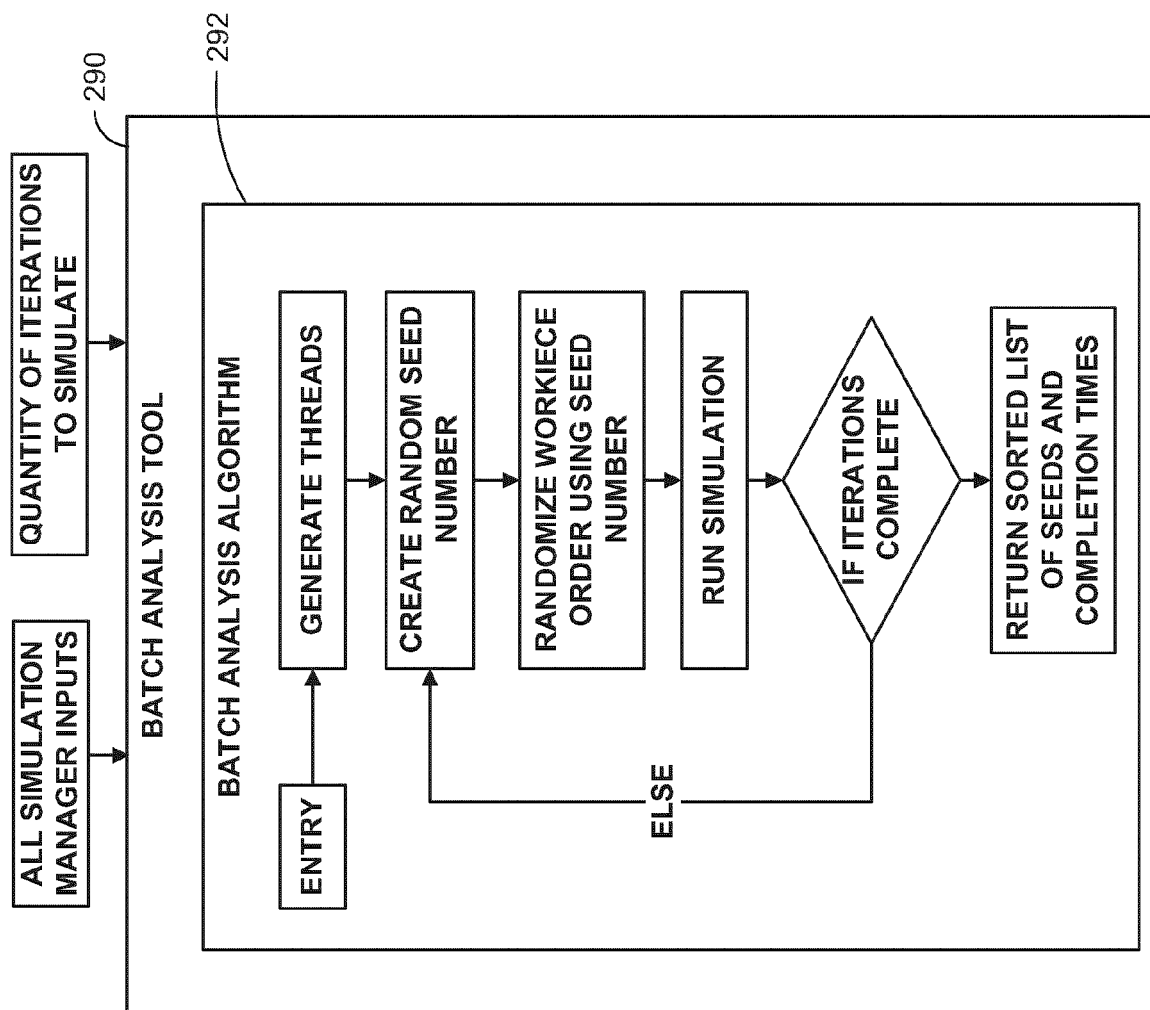 ALL SIMULATION
MANAGER INPUTS
QUANTITY OF ITERATIONS
TO SIMULATE
290
BATCH ANALYSIS TOOL
292
BATCH ANALYSIS ALGORITHM
ENTRY
GENERATE THREADS
CREATE RANDOM SEED
NUMBER
RANDOMIZE WORKIECE
ORDER USING SEED
NUMBER
RUN SIMULATION
IF ITERATIONS
COMPLETE
ELSE
RETURN SORTED LIST
OF SEEDS AND
COMPLETION TIMES